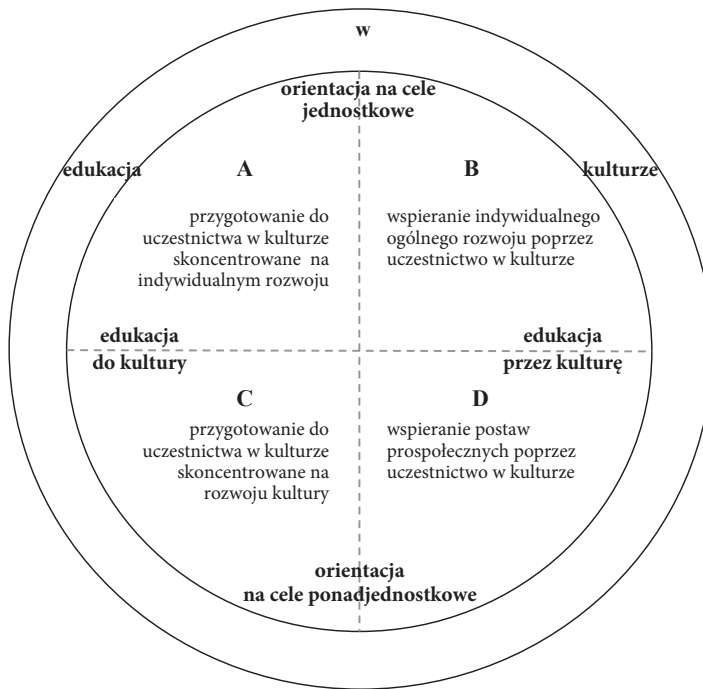 w
orientacja na cele
jednostkowe
edukacja
kulturze
A
przygotowanie do
uczestnictwa w kulturze
skoncentrowane na
indywidualnym rozwoju
B
wspieranie indywidualnego
ogólnego rozwoju poprzez
uczestnictwo w kulturze
edukacja
do kultury
edukacja
przez kulturę
C
przygotowanie do
uczestnictwa w kulturze
skoncentrowane na
rozwoju kultury
D
wspieranie postaw
prospołecznych poprzez
uczestnictwo w kulturze
orientacja
na cele ponadjednostkowe